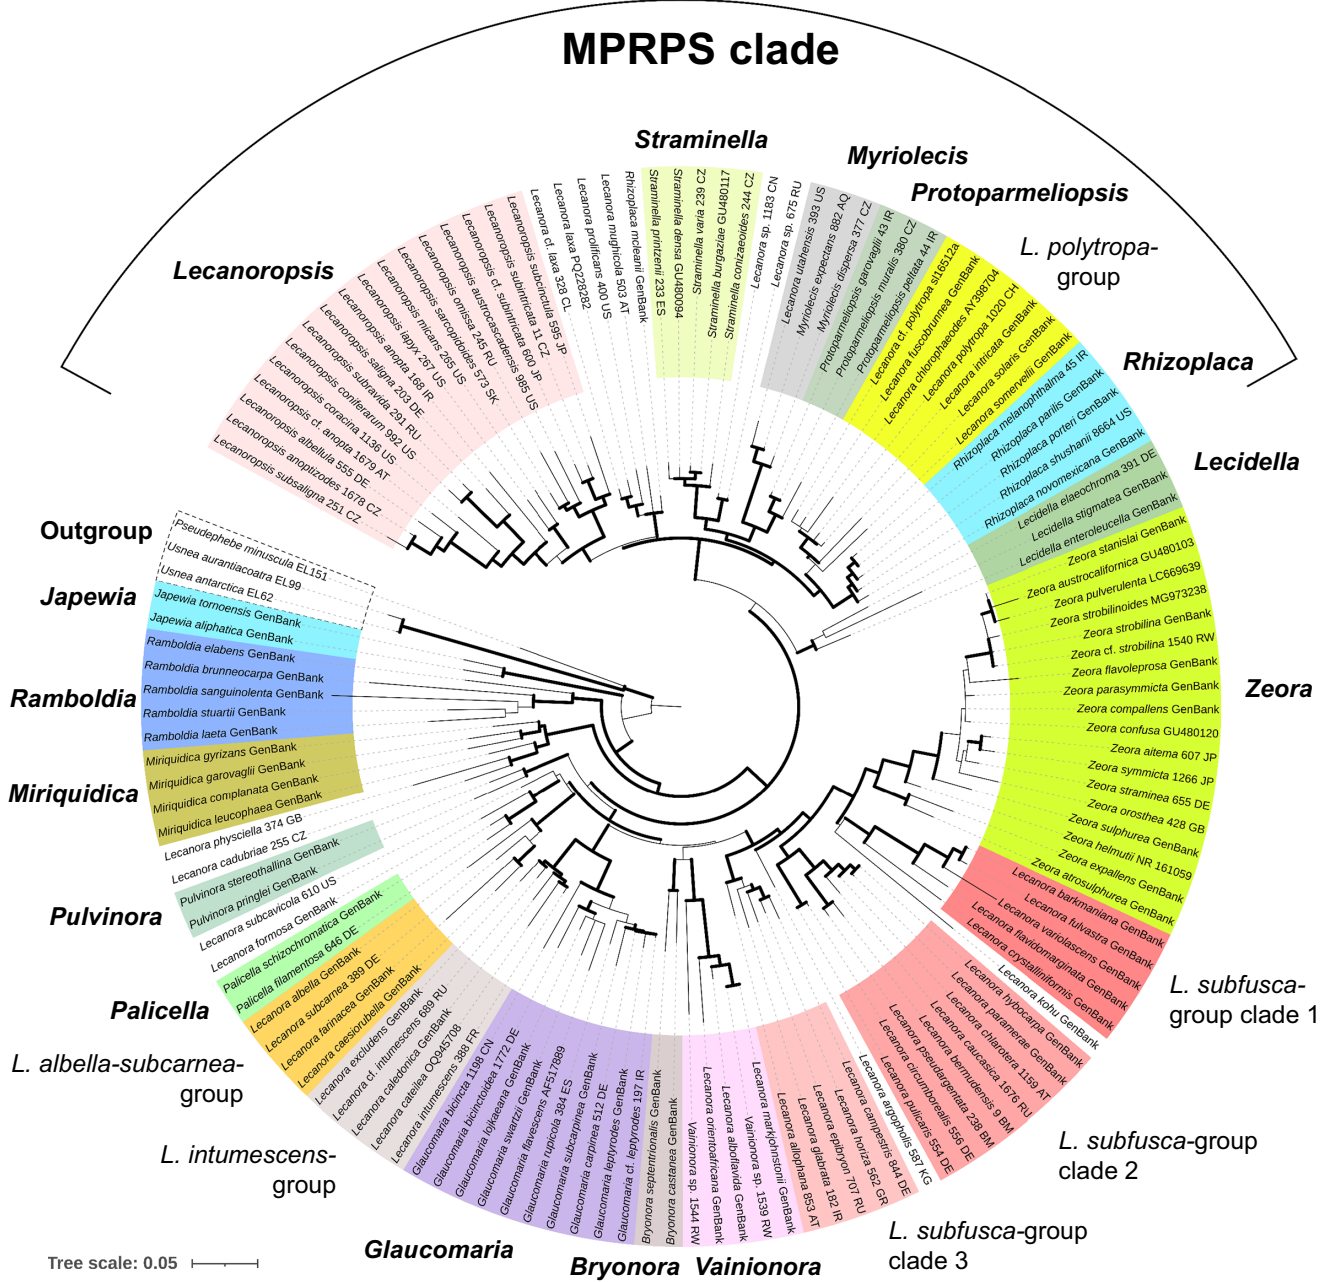 MPRPS clade
Straminella
Myriolecis
Protoparmeliopsis
L. polytropa-
group
Rhizoplaca
Lecidella
Zeora
L. subfusca-
group clade 1
L. subfusca-group
clade 2
L. subfusca-group
clade 3
Vainionora
Bryonora
Glaucomaria
L. intumescens-
group
L. albella-subcarnea-
group
Palicella
Pulvinora
Miriquidica
Ramboldia
Japewia
Outgroup
Lecanoropsis
Lecanoropsis subsaligna 251 CZ
Lecanoropsis anoptizodes 1678 CZ
Lecanoropsis albellula 555 DE
Lecanoropsis cf. anopta 1679 AT
Lecanoropsis coracina 1136 US
Lecanoropsis coniferarum 992 US
Lecanoropsis subravida 291 RU
Lecanoropsis saligna 203 DE
Lecanoropsis anopta 168 IR
Lecanoropsis iapyx 267 US
Lecanoropsis micans 265 US
Lecanoropsis sarcopidoides 573 SK
Lecanoropsis omissa 245 RU
Lecanoropsis austrocascadensis 985 US
Lecanoropsis cf. subintricata 600 JP
Lecanoropsis subintricata 11 CZ
Lecanoropsis subcinctula 595 JP
Lecanora cf. laxa 328 CL
Lecanora laxa PQ228282
Lecanora prolificans 400 US
Lecanora mughicola 503 AT
Rhizoplaca mcleanii GenBank
Straminella printzenii 233 ES
Straminella densa GU480094
Straminella varia 239 CZ
Straminella burgaziae GU480117
Straminella conizaeoides 244 CZ
Lecanora sp. 1183 CN
Lecanora sp. 675 RU
Lecanora utahensis 393 US
Myriolecis expectans 882 AQ
Myriolecis dispersa 377 CZ
Protoparmeliopsis garovaglii 43 IR
Protoparmeliopsis muralis 380 CZ
Protoparmeliopsis peltata 44 IR
Lecanora cf. polytropa st16512a
Lecanora fuscobrunnea GenBank
Lecanora chlorophaeodes AY398704
Lecanora polytropa 1020 CH
Lecanora intricata GenBank
Lecanora solaris GenBank
Lecanora somervellii GenBank
Rhizoplaca melanophthalma 45 IR
Rhizoplaca parilis GenBank
Rhizoplaca porteri GenBank
Rhizoplaca shushanii 8664 US
Rhizoplaca novomexicana GenBank
Lecidella elaeochroma 391 DE
Lecidella stigmatea GenBank
Lecidella enteroleucella GenBank
Zeora stanislai GenBank
Zeora austrocalifornica GU480103
Zeora pulverulenta LC669639
Zeora strobilinoides MG973238
Zeora strobilina GenBank
Zeora cf. strobilina 1540 RW
Zeora flavoleprosa GenBank
Zeora parasymmicta GenBank
Zeora compallens GenBank
Zeora confusa GU480120
Zeora aitema 607 JP
Zeora symmicta 1266 JP
Zeora straminea 655 DE
Zeora orosthea 428 GB
Zeora sulphurea GenBank
Zeora helmutii NR 161059
Zeora expallens GenBank
Zeora atrosulphurea GenBank
Lecanora barkmaniana GenBank
Lecanora fulvastra GenBank
Lecanora variolascens GenBank
Lecanora flavidomarginata GenBank
Lecanora crystalliniformis GenBank
Lecanora kohu GenBank
Lecanora hybocarpa GenBank
Lecanora paramerae GenBank
Lecanora chlarotera 1159 AT
Lecanora caucasica 1676 RU
Lecanora bermudensis 9 BM
Lecanora pseudargentata 238 BM
Lecanora circumborealis 556 DE
Lecanora pulicaris 554 DE
Lecanora argopholis 587 KG
Lecanora campestris 844 DE
Lecanora horiza 562 GR
Lecanora epibryon 707 RU
Lecanora glabrata 182 IR
Lecanora allophana 853 AT
Lecanora markjohnstonii GenBank
Vainionora sp. 1539 RW
Lecanora alboflavida GenBank
Lecanora orientoafricana GenBank
Vainionora sp. 1544 RW
Bryonora castanea GenBank
Bryonora septentrionalis GenBank
Glaucomaria cf. leptyrodes 197 IR
Glaucomaria leptyrodes GenBank
Glaucomaria carpinea 512 DE
Glaucomaria subcarpinea GenBank
Glaucomaria rupicola 384 ES
Glaucomaria flavescens AF517889
Glaucomaria swartzii GenBank
Glaucomaria lojkaeana GenBank
Glaucomaria bicinctoidea 1772 DE
Glaucomaria bicincta 1198 CN
Lecanora intumescens 388 FR
Lecanora cateilea OQ945708
Lecanora caledonica GenBank
Lecanora cf. intumescens 689 RU
Lecanora excludens GenBank
Lecanora caesiorubella GenBank
Lecanora farinacea GenBank
Lecanora subcarnea 389 DE
Lecanora albella GenBank
Palicella filamentosa 646 DE
Palicella schizochromatica GenBank
Lecanora formosa GenBank
Lecanora subcavicola 610 US
Pulvinora pringlei GenBank
Pulvinora stereothallina GenBank
Lecanora cadubriae 255 CZ
Lecanora physciella 374 GB
Miriquidica leucophaea GenBank
Miriquidica complanata GenBank
Miriquidica garovaglii GenBank
Miriquidica gyrizans GenBank
Ramboldia laeta GenBank
Ramboldia stuartii GenBank
Ramboldia sanguinolenta GenBank
Ramboldia brunneocarpa GenBank
Ramboldia elabens GenBank
Japewia aliphatica GenBank
Japewia tornoensis GenBank
Usnea antarctica EL62
Usnea aurantiacoatra EL99
Pseudephebe minuscula EL151
Tree scale: 0.05